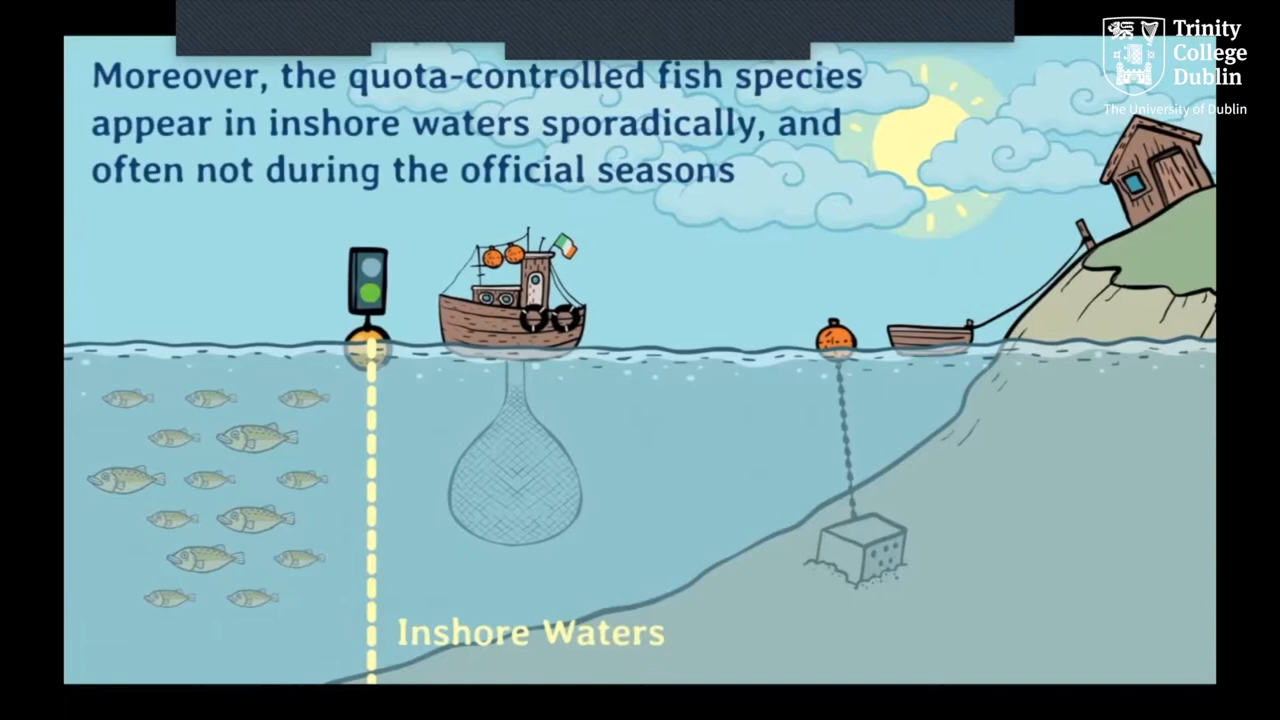 Moreover, the quota-controlled fish species
appear in inshore waters sporadically, and
often not during the official seasons
Trinity
College
Dublin
The University of Dublin
Inshore Waters